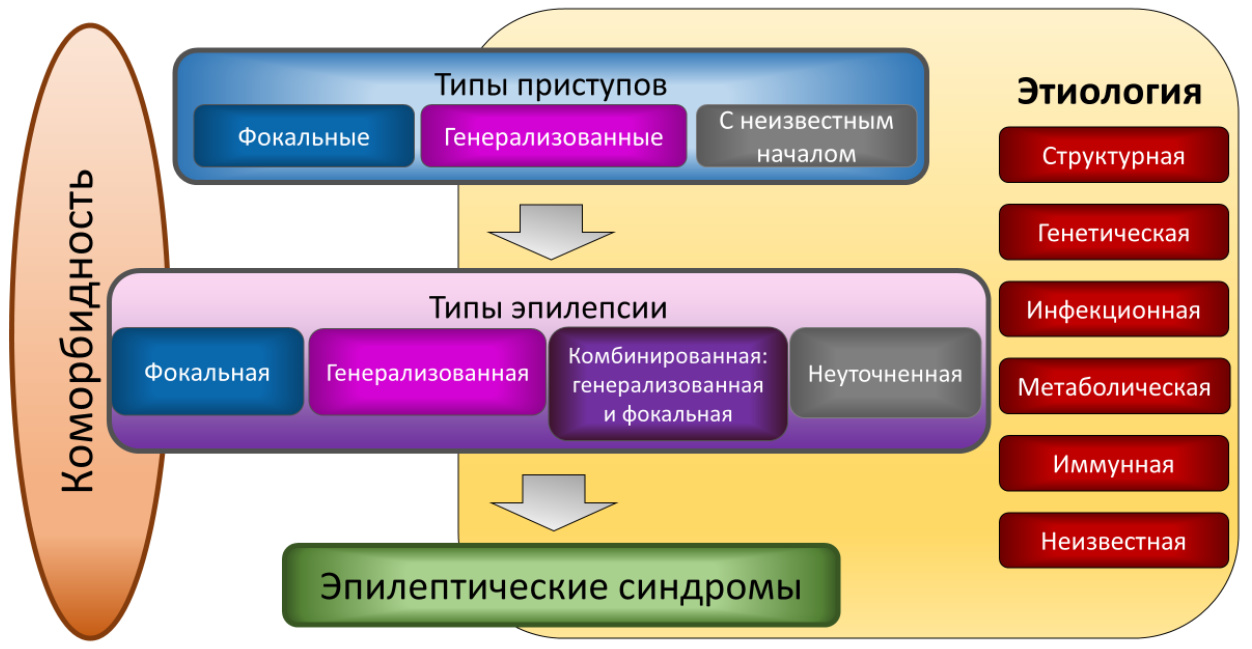 Коморбидность
Типы приступов
Фокальные
Генерализованные
С неизвестным
началом
Типы эпилепсии
Фокальная
Генерализованная
Комбинированная:
генерализованная
и фокальная
Неуточненная
Эпилептические синдромы
Этиология
Структурная
Генетическая
Инфекционная
Метаболическая
Иммунная
Неизвестная